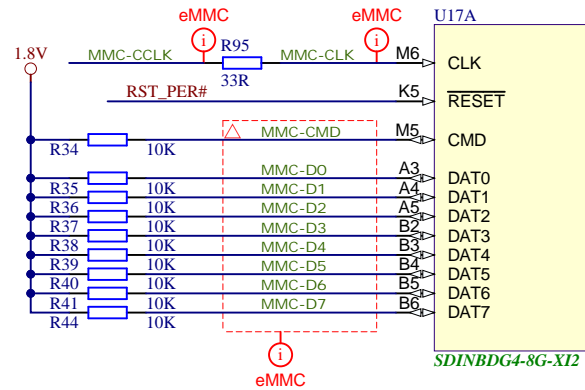 eMMC eMMC U17A
1.8V MMC-CCLK i R95 MMC-CLK i M6 CLK
33R
RST_PER# K5 RESET
R34 10K MMC-CMD M5 CMD
MMC-D0 A3 DAT0
R35 10K MMC-D1 A4 DAT1
R36 10K MMC-D2 A5 DAT2
R37 10K MMC-D3 B2 DAT3
R38 10K MMC-D4 B3 DAT4
R39 10K MMC-D5 B4 DAT5
R40 10K MMC-D6 B5 DAT6
R41 10K MMC-D7 B6 DAT7
R44 10K
i
eMMC
SDINBDG4-8G-XI2